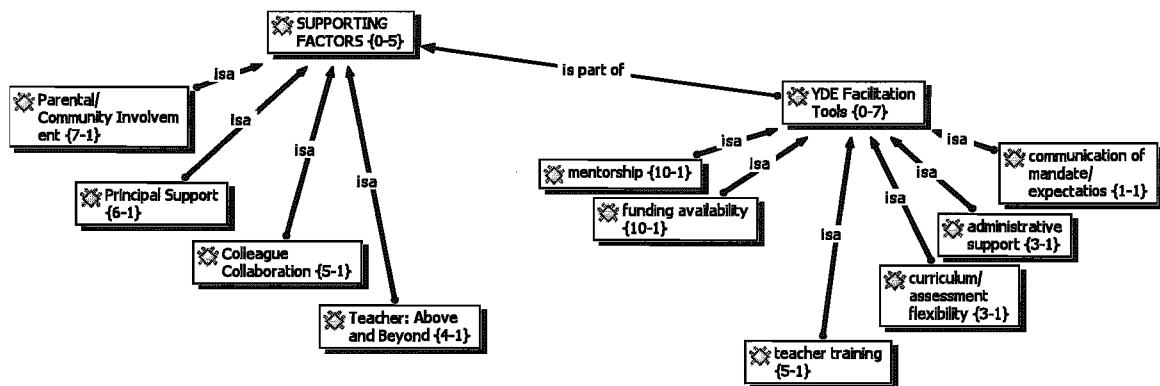 SUPPORTING
FACTORS {0-5}
is part of
isa
Parental/
Community Involvem
ent {7-1}
isa
Principal Support
{6-1}
isa
Colleague
Collaboration {5-1}
isa
Teacher: Above
and Beyond {4-1}
YDE Facilitation
Tools {0-7}
isa
mentorship {10-1}
isa
funding availability
{10-1}
isa
teacher training
{5-1}
isa
curriculum/
assessment
flexibility {3-1}
isa
administrative
support {3-1}
isa
communication of
mandate/
expectatios {1-1}